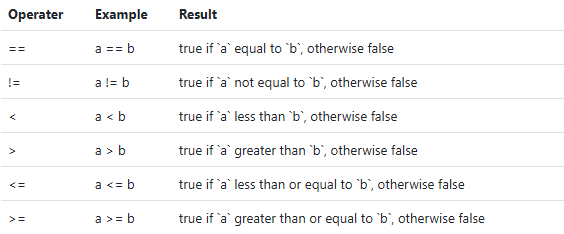 Operater Example Result
== a == b true if `a` equal to `b`, otherwise false
!= a != b true if `a` not equal to `b`, otherwise false
< a < b true if `a` less than `b`, otherwise false
> a > b true if `a` greater than `b`, otherwise false
<= a <= b true if `a` less than or equal to `b`, otherwise false
>= a >= b true if `a` greater than or equal to `b`, otherwise false